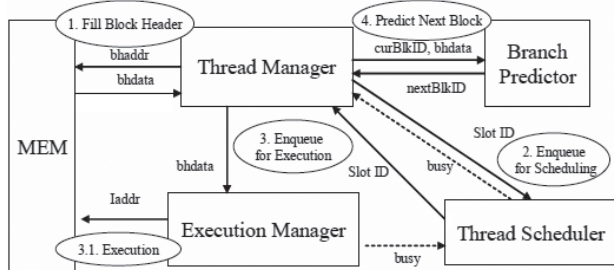 1. Fill Block Header
4. Predict Next Block
bhaddr
curBlkID, bhdata
Branch
Predictor
Thread Manager
bhdata
nextBlkID
MEM
3. Enqueue
for Execution
Slot ID
2. Enqueue
for Scheduling
bhdata
Slot ID
busy
Iaddr
Execution Manager
Thread Scheduler
3.1. Execution
busy